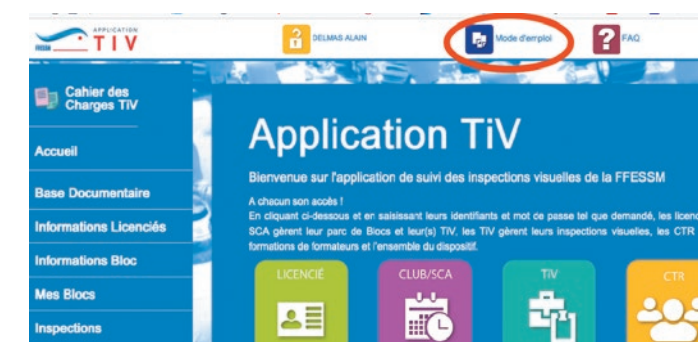 APPLICATION
TIV
DELMAS ALAIN
Mode d'emploi
?
FAQ
Cahier des
Charges TiV
Accueil
Base Documentaire
Informations Licenciés
Informations Bloc
Mes Blocs
Inspections
Application TiV
Bienvenue sur l'application de suivi des inspections visuelles de la FFESSM
A chacun son accès !
En cliquant ci-dessous et en saisissant leurs identifiants et mot de passe tel que demandé, les licenc
SCA gèrent leur parc de Blocs et leur(s) TiV, les TiV gèrent leurs inspections visuelles, les CTR
formations de formateurs et l'ensemble du dispositif.
LICENCIÉ
CLUB/SCA
TiV
CTR